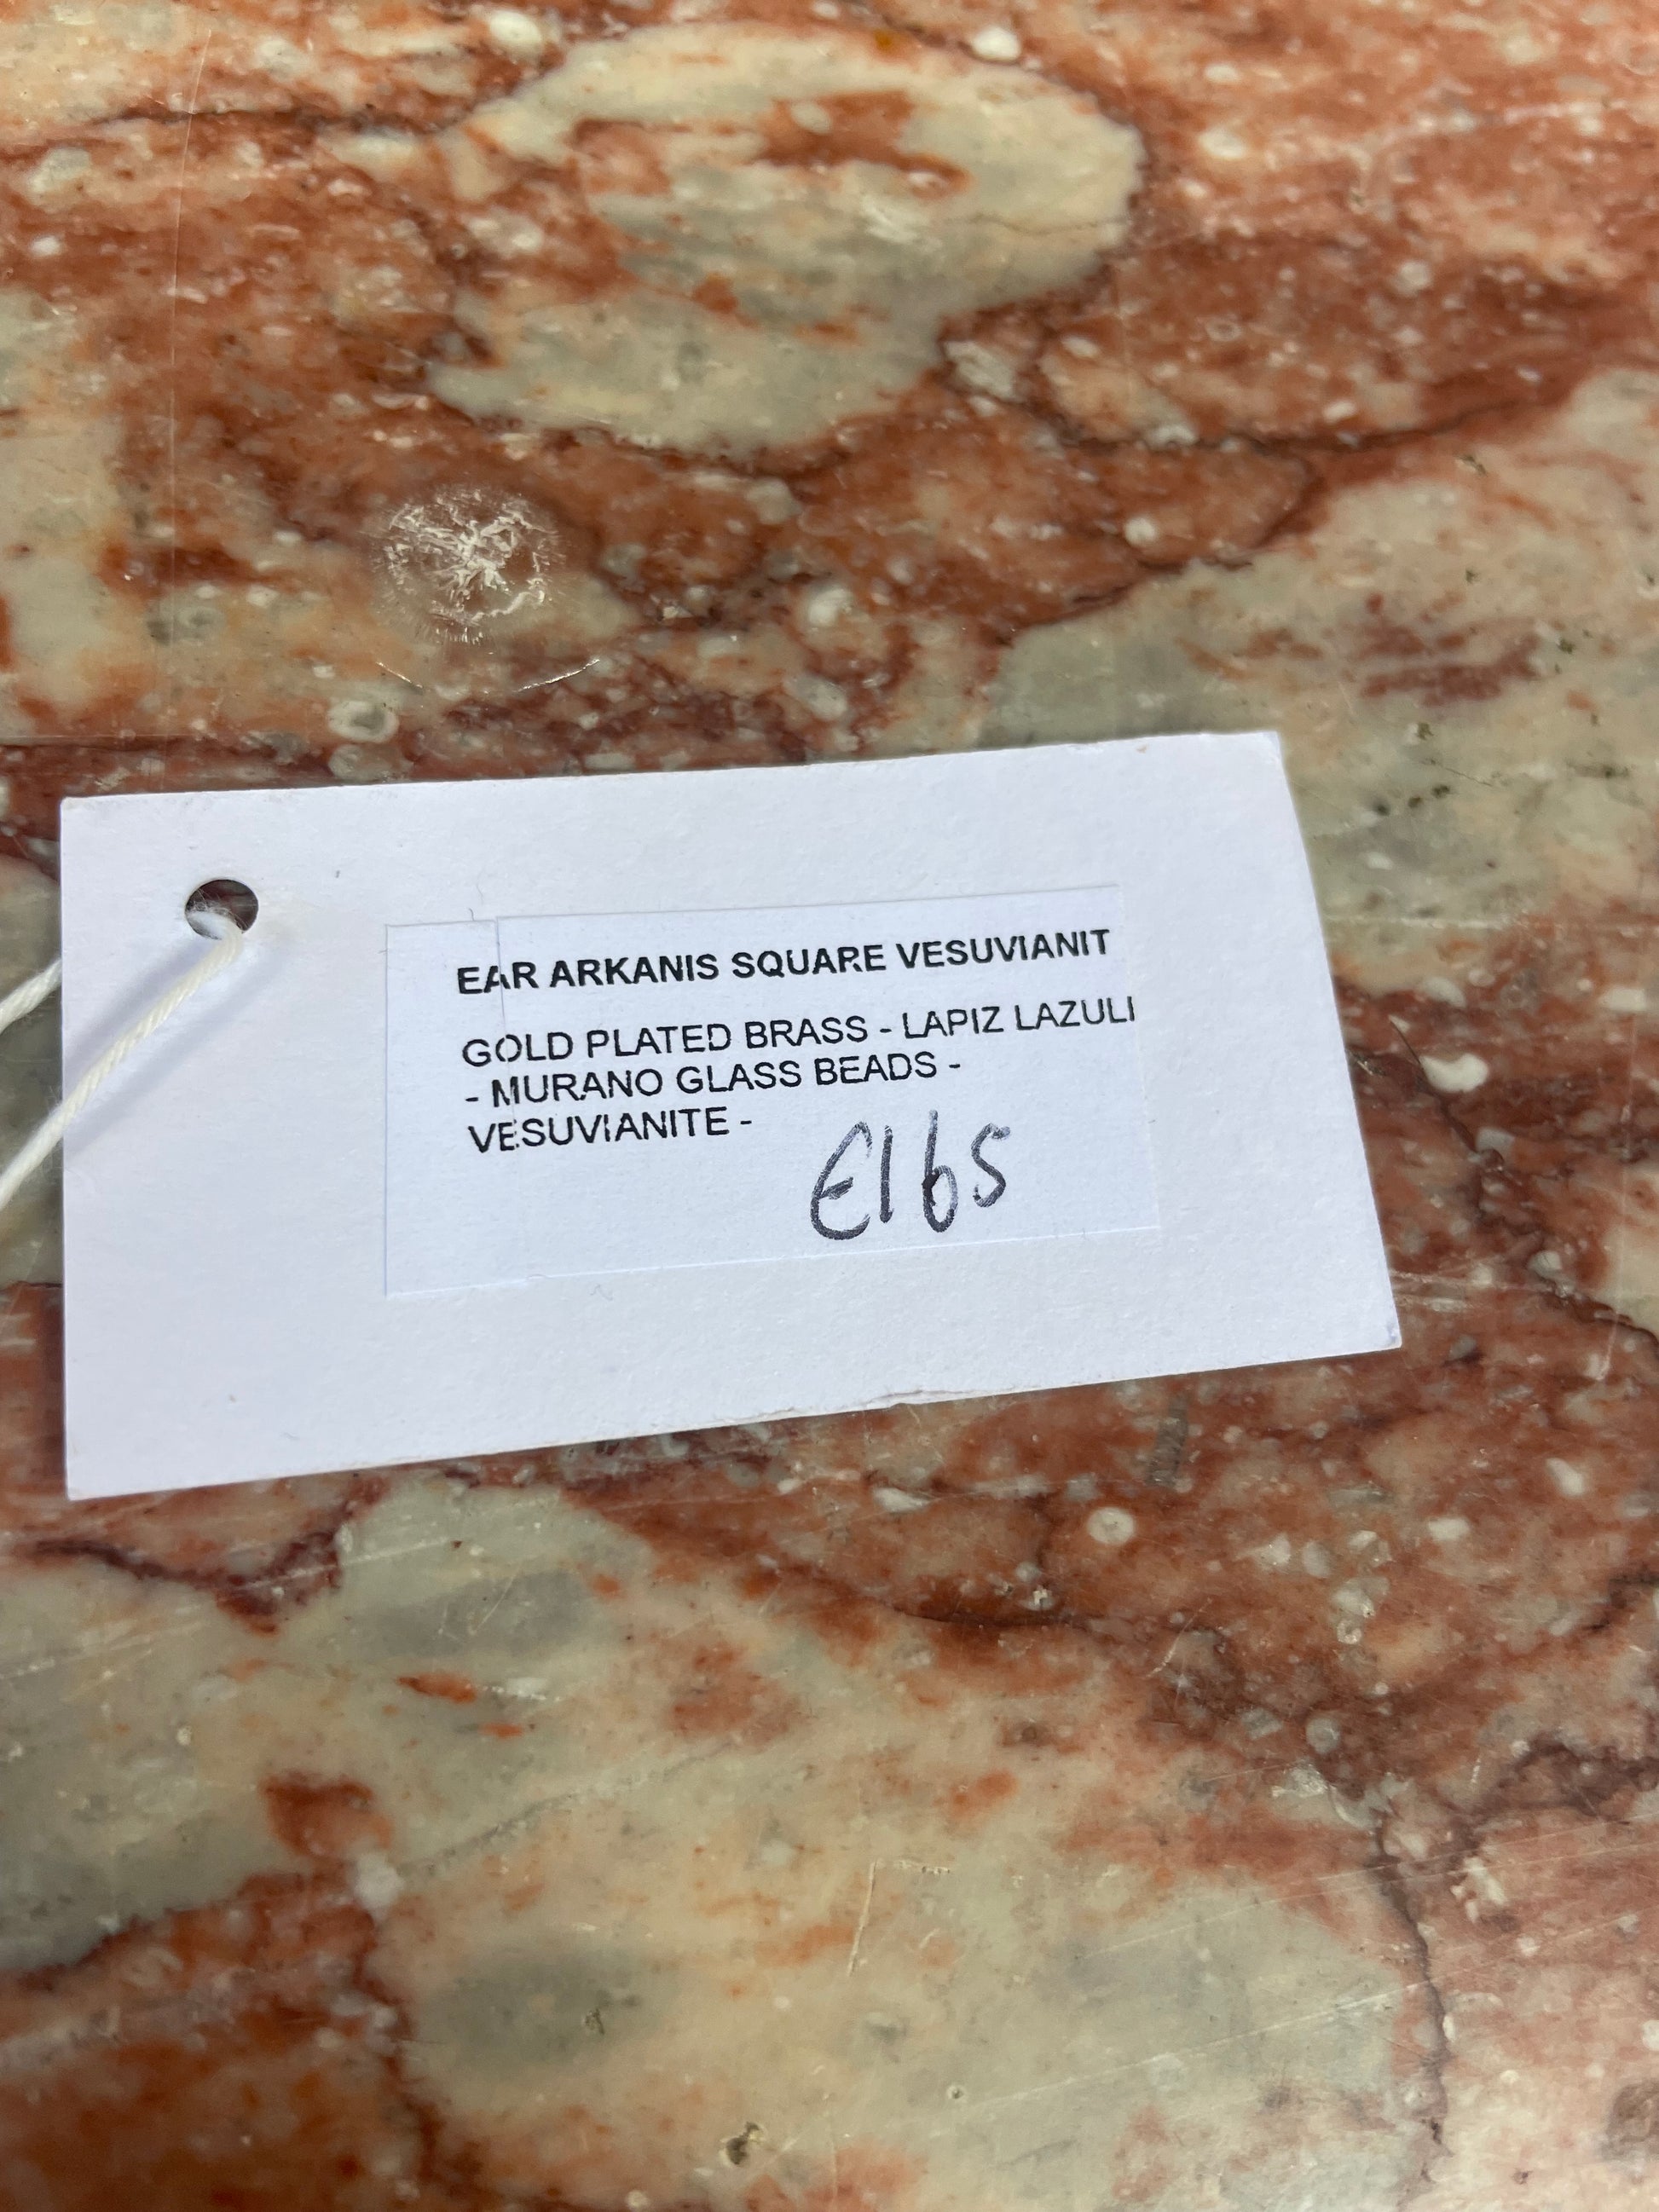 EAR ARKANIS SQUARE VESUVIANIT
GOLD PLATED BRASS - LAPIZ LAZULI
- MURANO GLASS BEADS -
VESUVIANITE -
€165